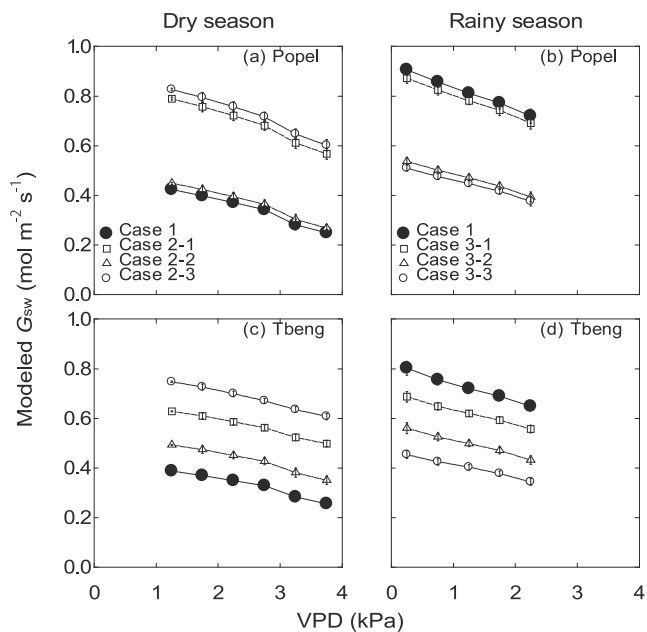 Dry season
Rainy season
1.0
0.8
0.6
0.4
0.2
0.0
(a) Popel
Case 1
Case 2-1
Case 2-2
Case 2-3
(b) Popel
Case 1
Case 3-1
Case 3-2
Case 3-3
Modeled Gsw (mol m⁻² s⁻¹)
0.8
0.6
0.4
0.2
0.0
(c) Tbeng
(d) Tbeng
0 1 2 3 4
0 1 2 3 4
VPD (kPa)